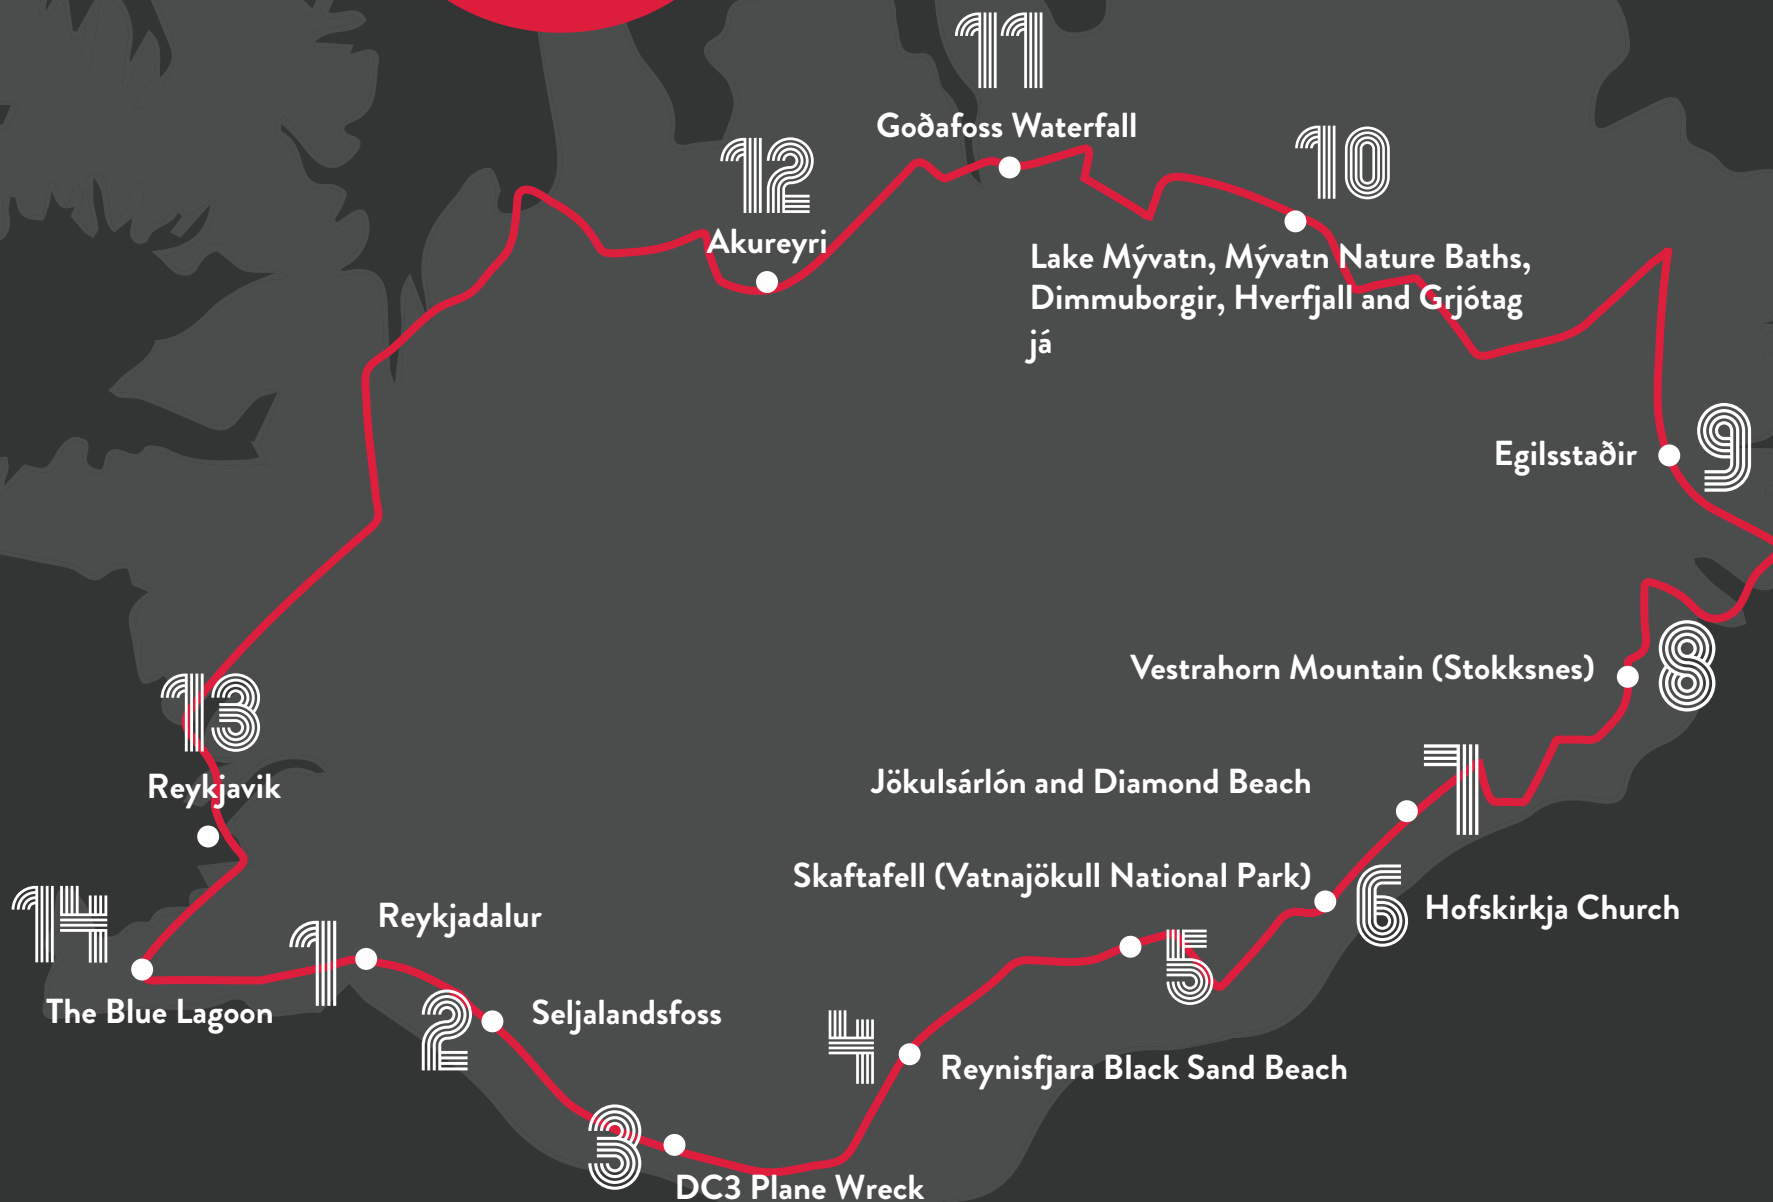 11
Goðafoss Waterfall
12
Akureyri
10
Lake Mývatn, Mývatn Nature Baths,
Dimmuborgir, Hverfjall and Grjótag
já
Egilsstaðir
9
Vestrahorn Mountain (Stokksnes)
8
13
Reykjavik
Jökulsárlón and Diamond Beach
7
Skaftafell (Vatnajökull National Park)
6
Hofskirkja Church
14
The Blue Lagoon
1
Reykjadalur
5
2
Seljalandsfoss
4
Reynisfjara Black Sand Beach
3
DC3 Plane Wreck